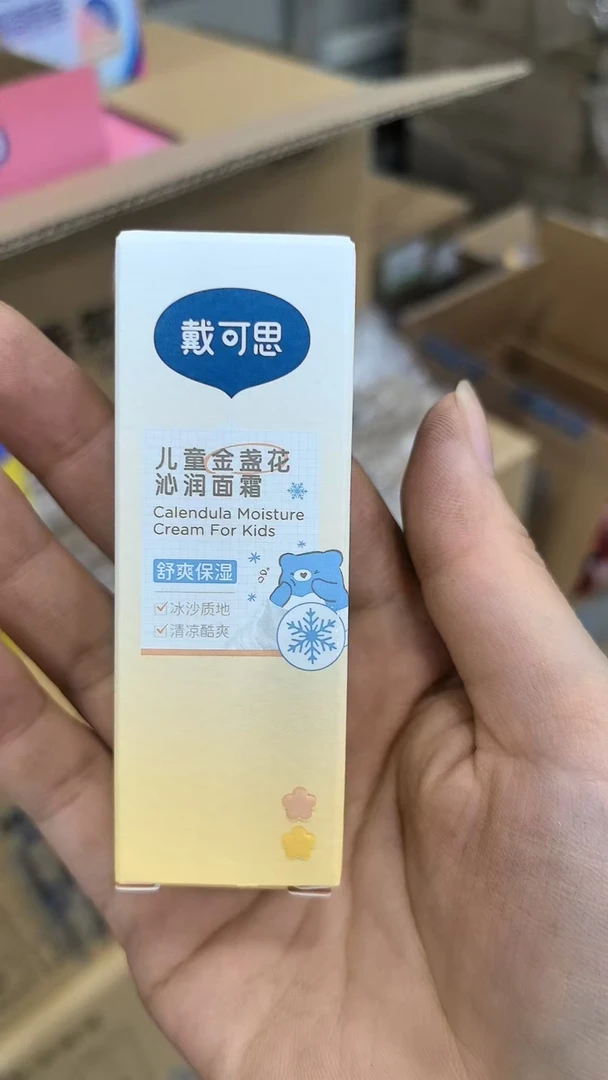 戴可思
儿童金盏花
沁润面霜
Calendula Moisture
Cream For Kids
舒爽保湿
冰沙质地
清凉酷爽